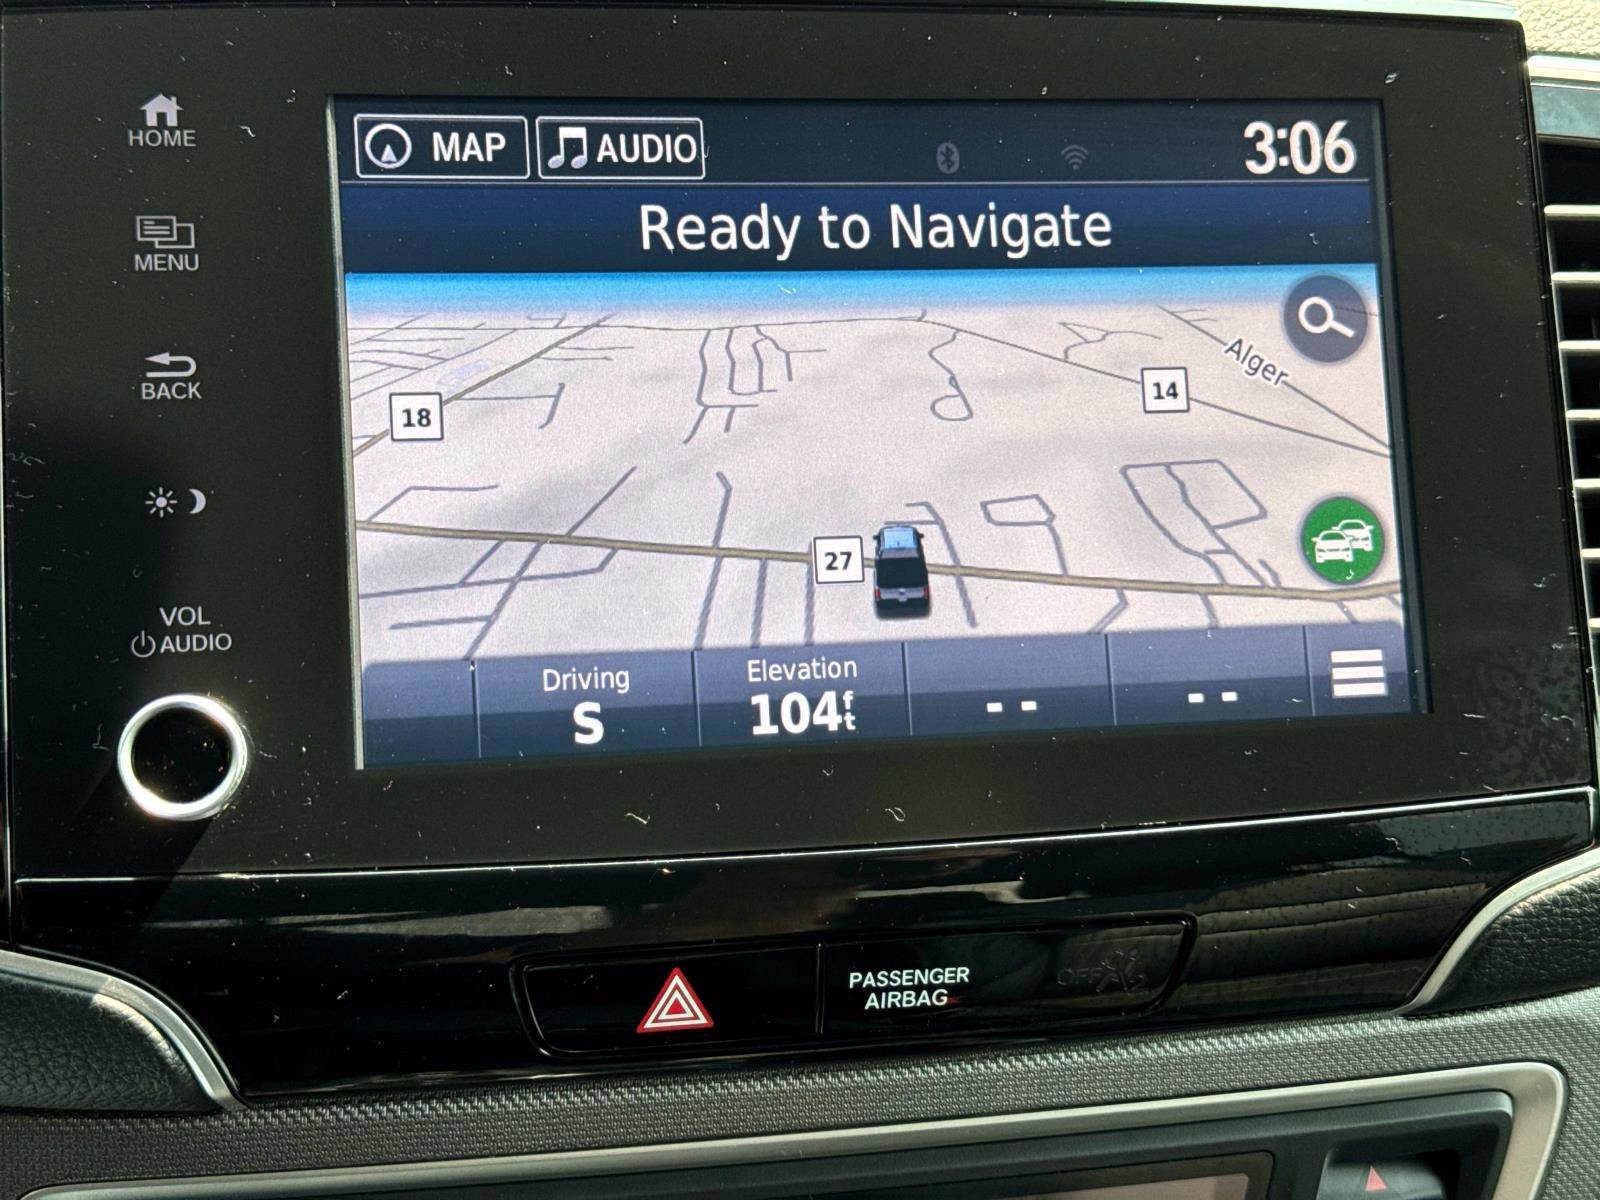 HOME
MENU
BACK
VOL
AUDIO
MAP
AUDIO
3:06
Ready to Navigate
Alger
14
18
27
Driving
S
Elevation
104ft
-- 
--
PASSENGER
AIRBAG
OFF